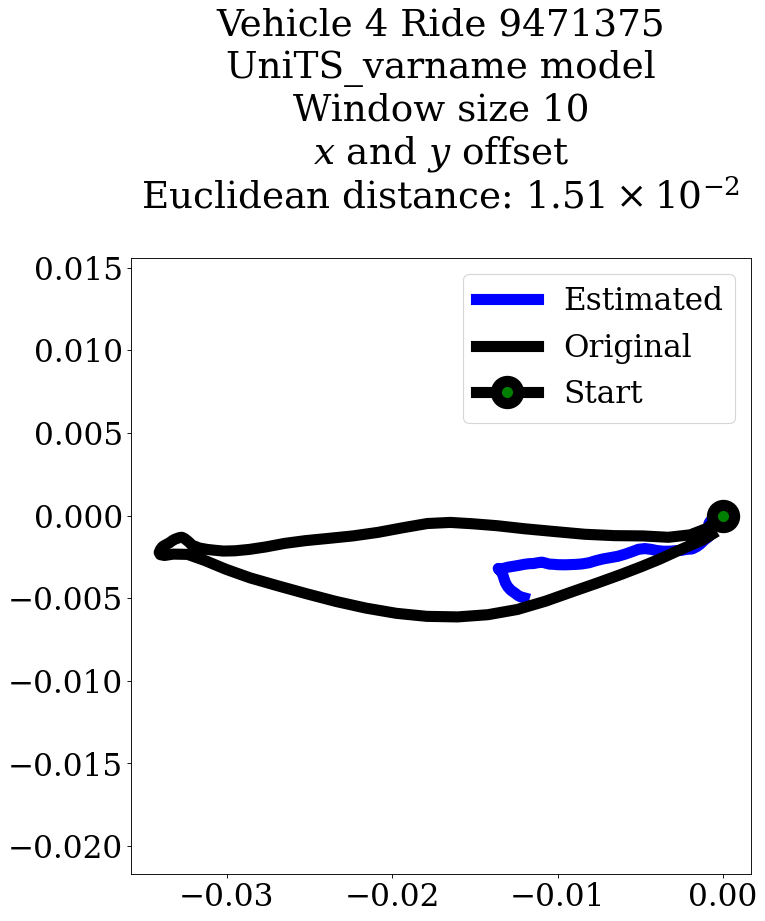 Vehicle 4 Ride 9471375
UniTS_varname model
Window size 10
x and y offset
Euclidean distance: 1.51 × 10⁻²
Estimated
Original
Start
0.015
0.010
0.005
0.000
−0.005
−0.010
−0.015
−0.020
−0.03
−0.02
−0.01
0.00